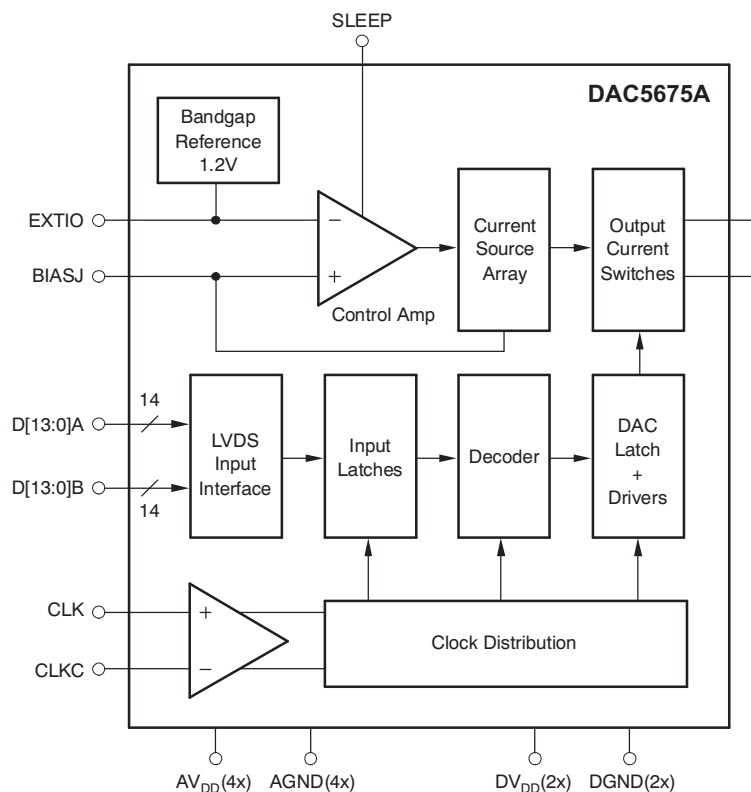 SLEEP
DAC5675A
Bandgap
Reference
1.2V
EXTIO
BIASJ
−
+
Control Amp
Current
Source
Array
Output
Current
Switches
D[13:0]A
14
D[13:0]B
14
LVDS
Input
Interface
Input
Latches
Decoder
DAC
Latch
+
Drivers
CLK
CLKC
+
−
Clock Distribution
AVDD(4x)
AGND(4x)
DVDD(2x)
DGND(2x)